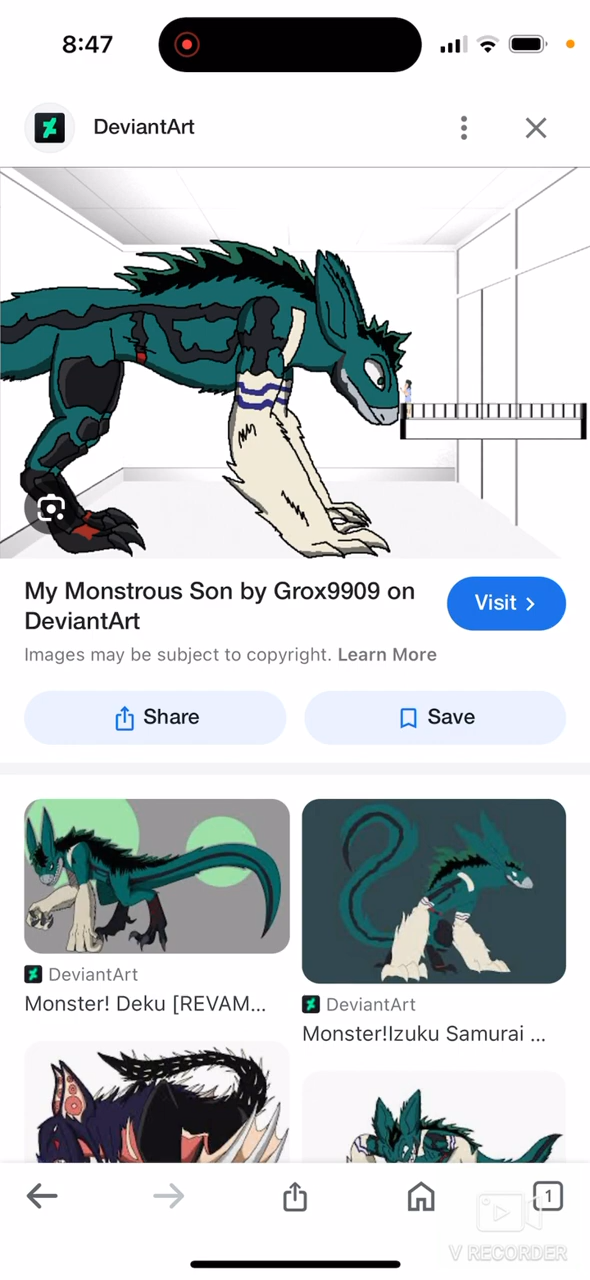 8:47
DeviantArt
My Monstrous Son by Grox9909 on
DeviantArt
Visit
Images may be subject to copyright. Learn More
Share
Save
DeviantArt
Monster! Deku [REVAM...
DeviantArt
Monster!Izuku Samurai ...
1
V RECORDER